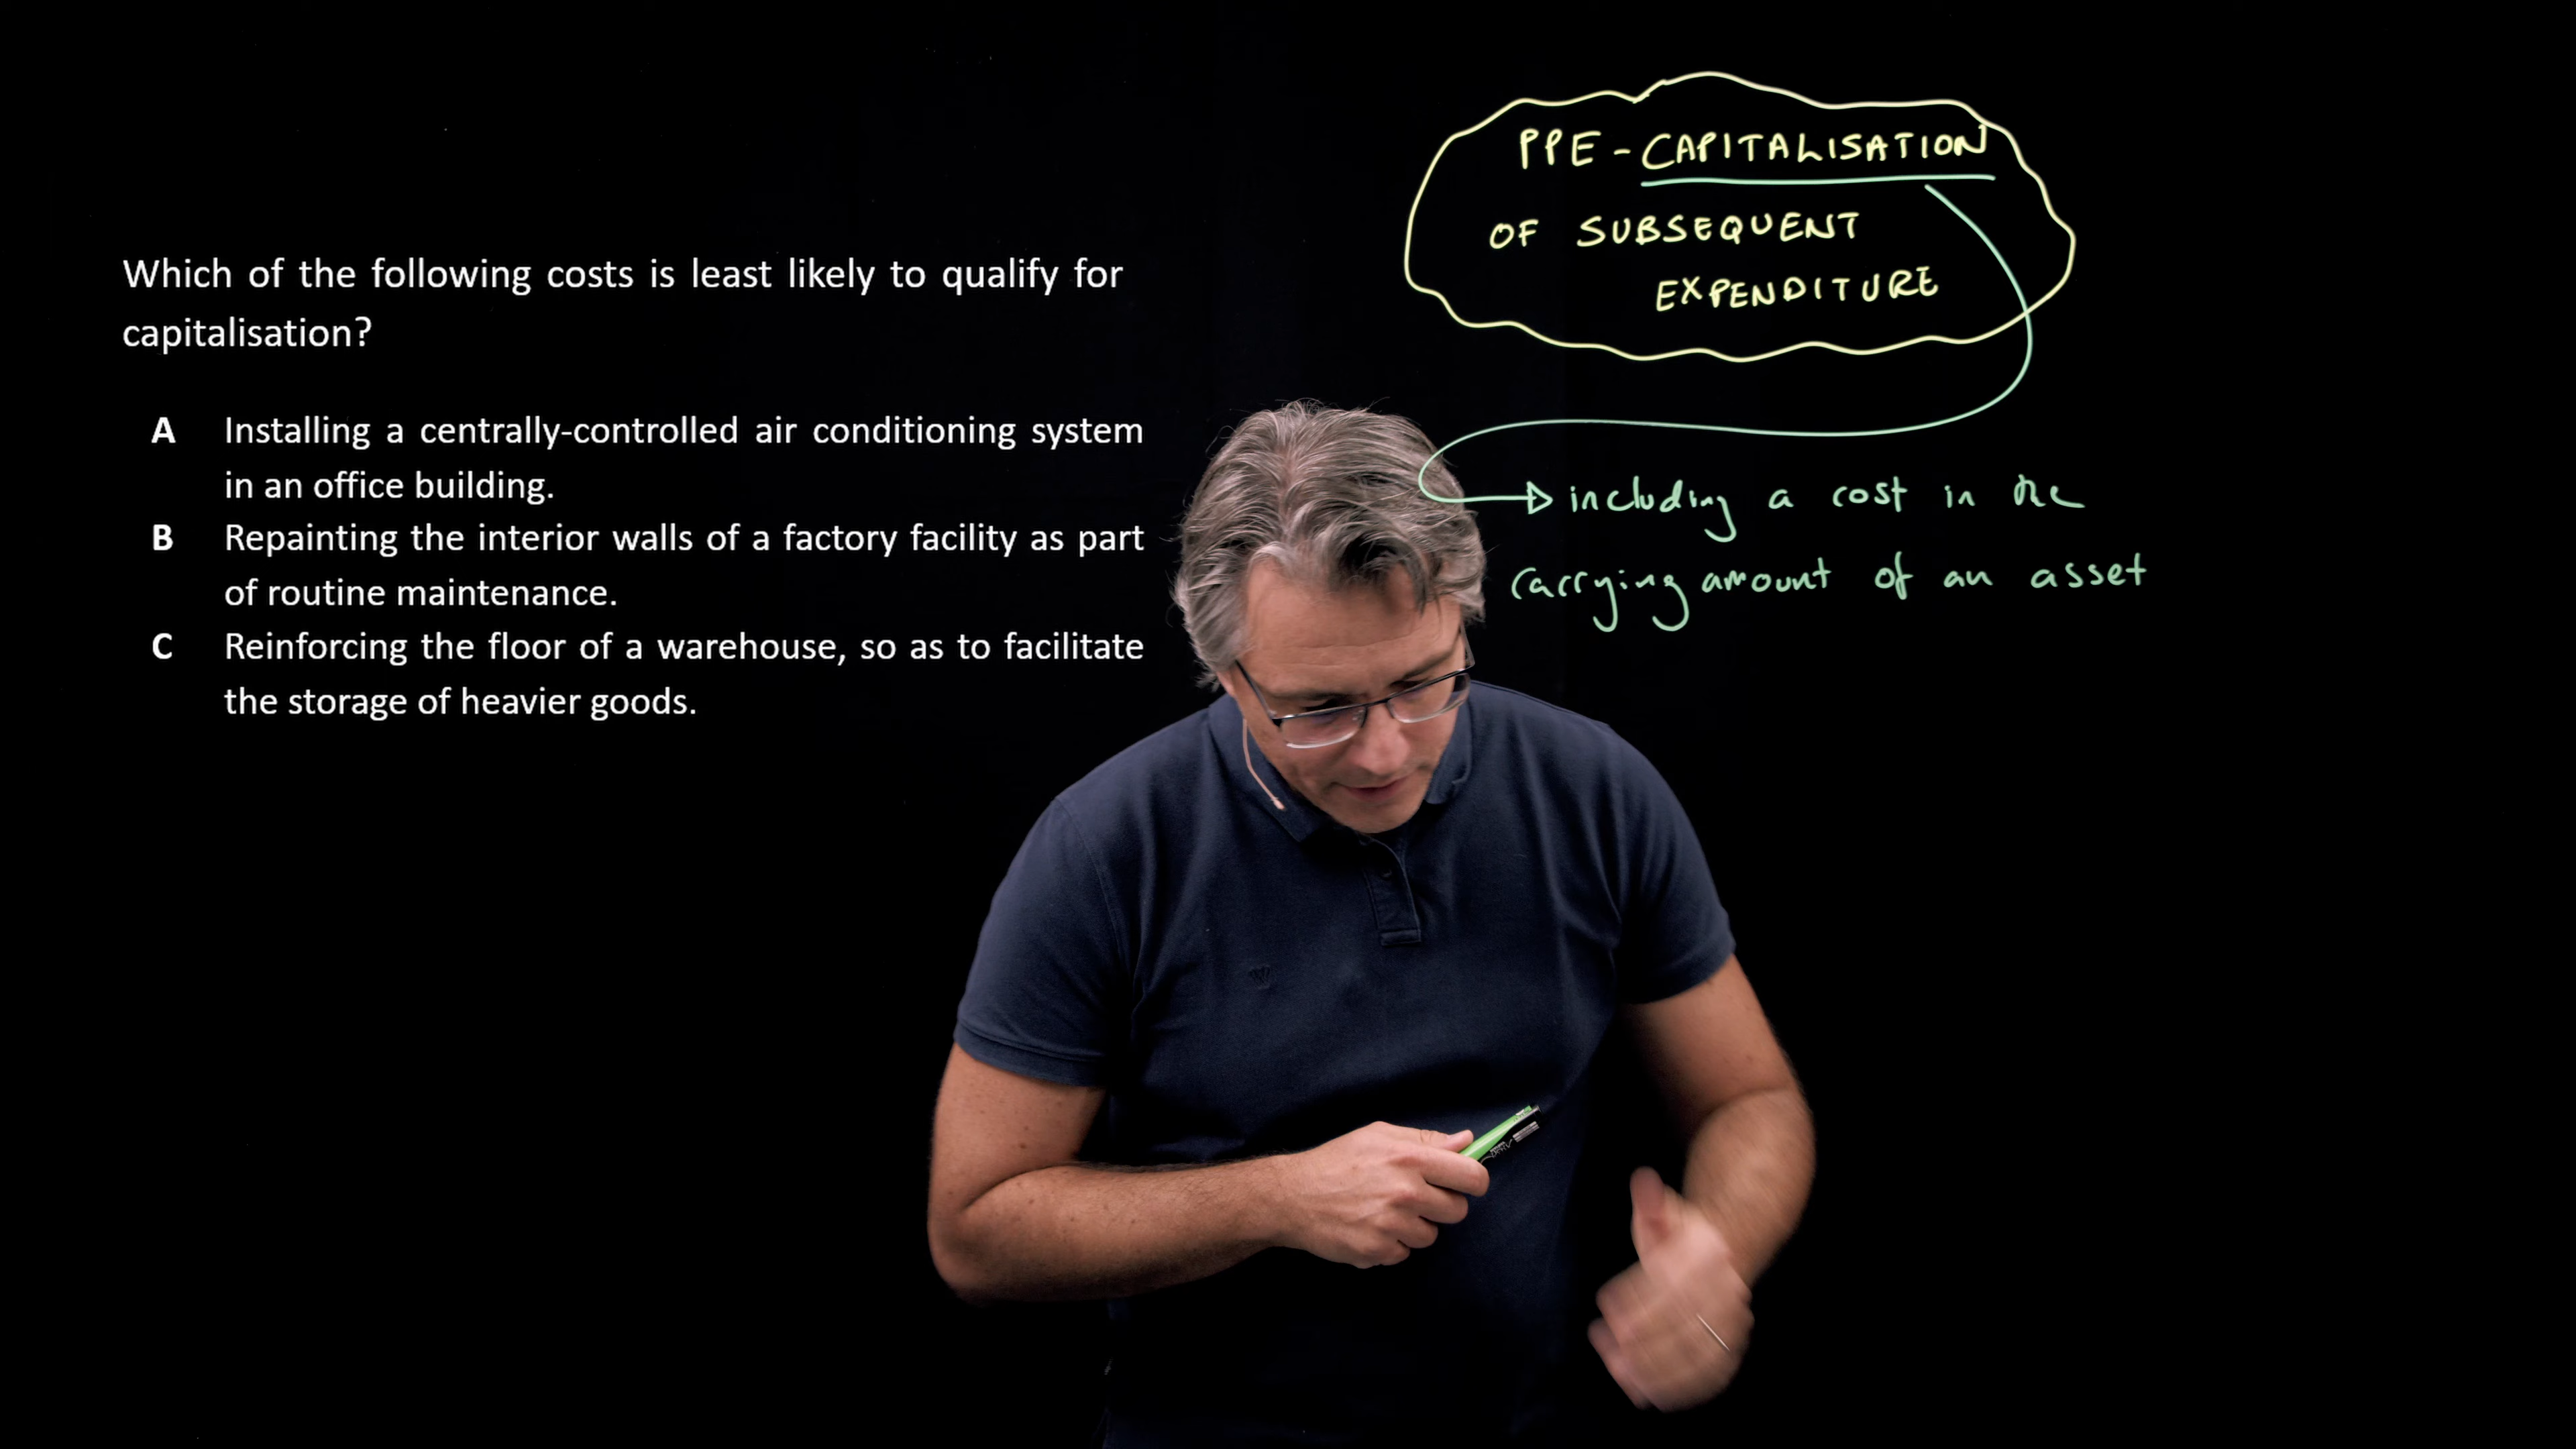 Which of the following costs is least likely to qualify for
capitalisation?
A Installing a centrally-controlled air conditioning system
in an office building.
B Repainting the interior walls of a factory facility as part
of routine maintenance.
C Reinforcing the floor of a warehouse, so as to facilitate
the storage of heavier goods.
PPE - CAPITALISATION
OF SUBSEQUENT
EXPENDITURE
including a cost in the
carrying amount of an asset